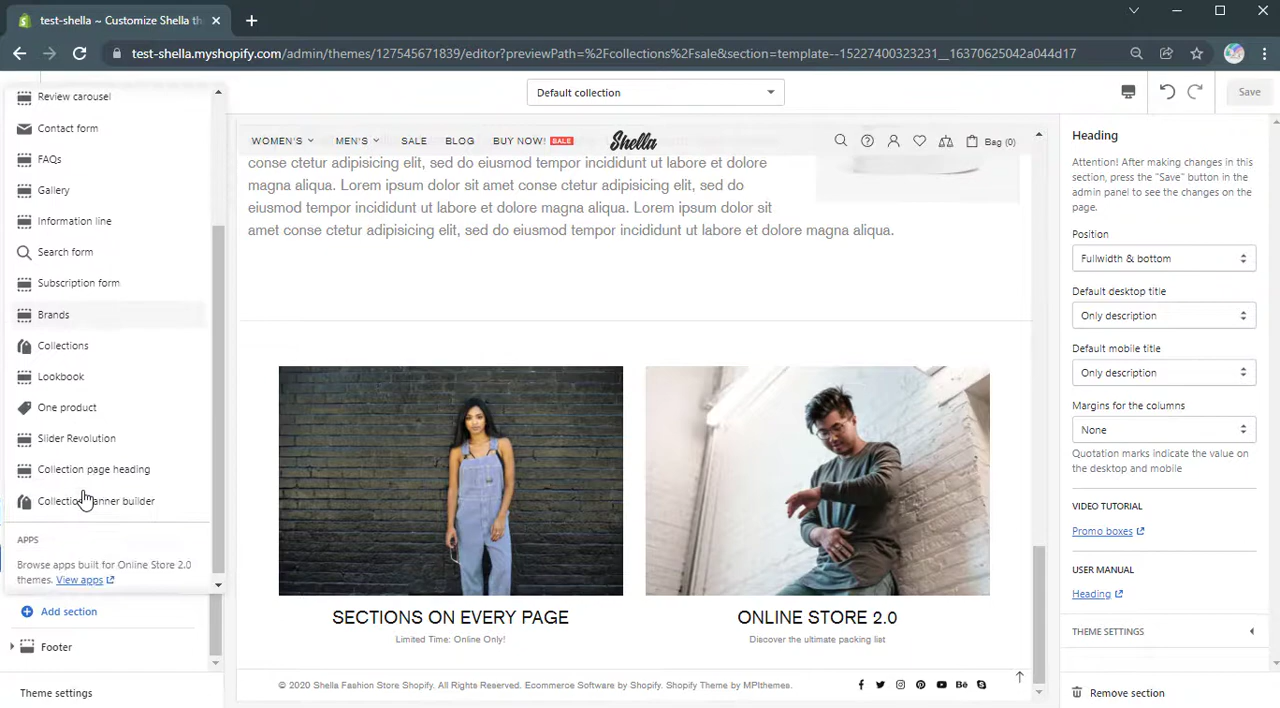 test-shella ~ Customize Shella th
test-shella.myshopify.com/admin/themes/127545671839/editor?previewPath=%2Fcollections%2Fsale&section=template--15227400323231__16370625042a044d17
Default collection
Save
Review carousel
Contact form
FAQs
Gallery
Information line
Search form
Subscription form
Brands
Collections
Lookbook
One product
Slider Revolution
Collection page heading
Collection banner builder
APPS
Browse apps built for Online Store 2.0
themes. View apps
Add section
Footer
Theme settings
WOMEN'S
MEN'S
SALE
BLOG
BUY NOW! SALE
Shella
Bag (0)
conse ctetur adipisicing elit, sed do eiusmod tempor incididunt ut labore et dolore
magna aliqua. Lorem ipsum dolor sit amet conse ctetur adipisicing elit, sed do
eiusmod tempor incididunt ut labore et dolore magna aliqua. Lorem ipsum dolor sit
amet conse ctetur adipisicing elit, sed do eiusmod tempor incididunt ut labore et dolore magna aliqua.
SECTIONS ON EVERY PAGE
Limited Time: Online Only!
ONLINE STORE 2.0
Discover the ultimate packing list
© 2020 Shella Fashion Store Shopify. All Rights Reserved. Ecommerce Software by Shopify. Shopify Theme by MPIthemes.
Heading
Attention! After making changes in this
section, press the "Save" button in the
admin panel to see the changes on the
page.
Position
Fullwidth & bottom
Default desktop title
Only description
Default mobile title
Only description
Margins for the columns
None
Quotation marks indicate the value on
the desktop and mobile
VIDEO TUTORIAL
Promo boxes
USER MANUAL
Heading
THEME SETTINGS
Remove section